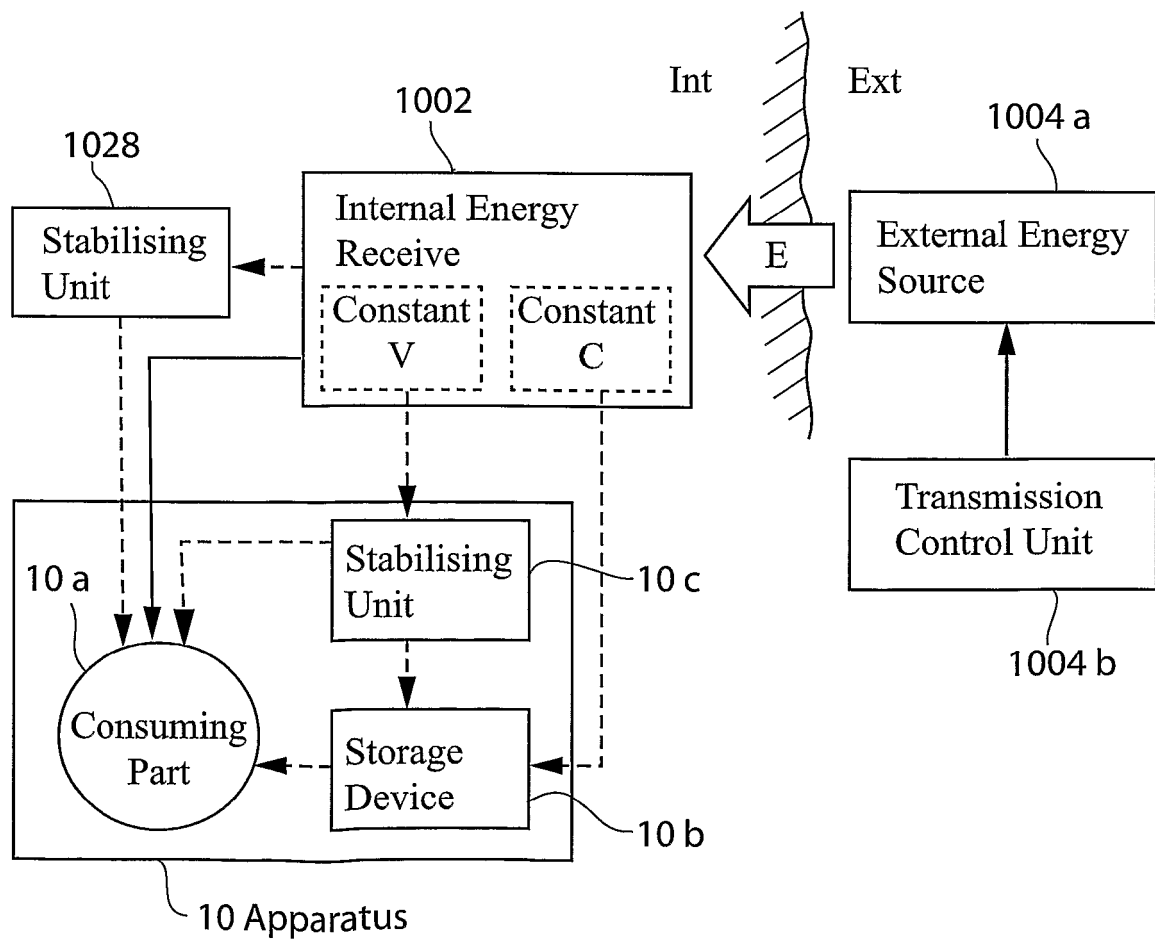 Int
Ext
1002
1004 a
1028
Internal Energy
Receive
Stabilising
Unit
E
External Energy
Source
Constant
V
Constant
C
Transmission
Control Unit
Stabilising
Unit
10 a
10 c
1004 b
Consuming
Part
Storage
Device
10 b
10 Apparatus